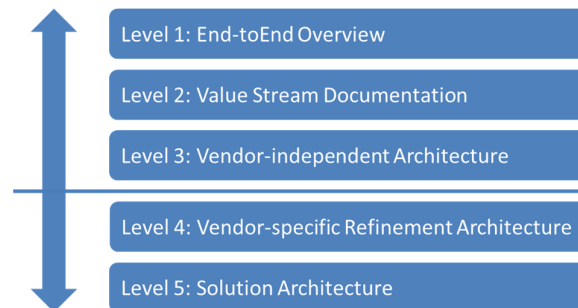 Level 1: End-toEnd Overview
Level 2: Value Stream Documentation
Level 3: Vendor-independent Architecture
Level 4: Vendor-specific Refinement Architecture
Level 5: Solution Architecture